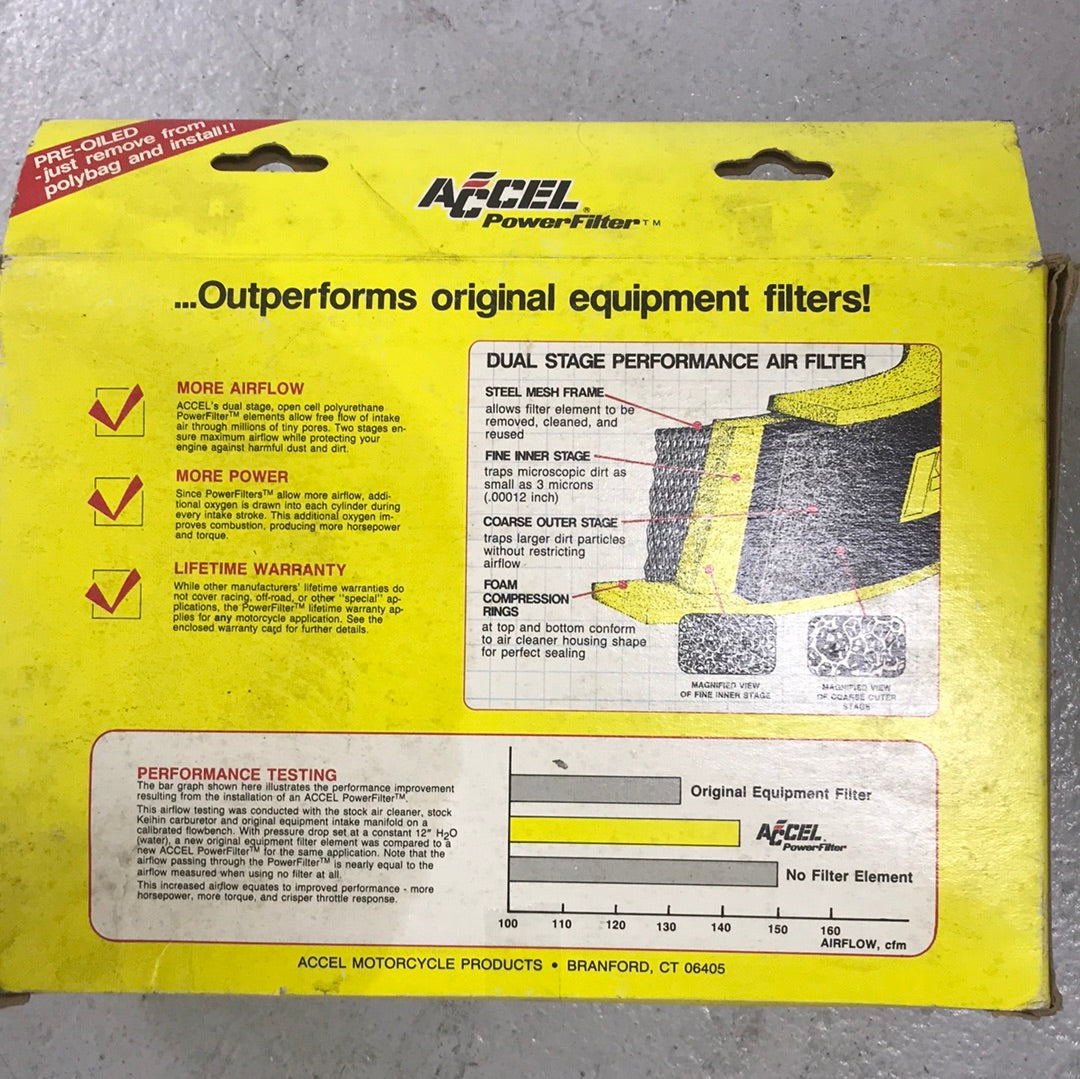 PRE-OILED
-just remove from
polybag and install!!
ACCEL®
PowerFilter™
...Outperforms original equipment filters!
MORE AIRFLOW
ACCEL's dual stage, open cell polyurethane
PowerFilter™ elements allow free flow of intake
air through millions of tiny pores. Two stages en-
sure maximum airflow while protecting your
engine against harmful dust and dirt.
MORE POWER
Since PowerFilters™ allow more airflow, addi-
tional oxygen is drawn into each cylinder during
every intake stroke. This additional oxygen im-
proves combustion, producing more horsepower
and torque.
LIFETIME WARRANTY
While other manufacturers' lifetime warranties do
not cover racing, off-road, or other "special" ap-
plications, the PowerFilter™ lifetime warranty ap-
plies for any motorcycle application. See the
enclosed warranty card for further details.
DUAL STAGE PERFORMANCE AIR FILTER
STEEL MESH FRAME
allows filter element to be
removed, cleaned, and
reused
FINE INNER STAGE
traps microscopic dirt as
small as 3 microns
(.00012 inch)
COARSE OUTER STAGE
traps larger dirt particles
without restricting
airflow
FOAM
COMPRESSION
RINGS
at top and bottom conform
to air cleaner housing shape
for perfect sealing
MAGNIFIED VIEW
OF FINE INNER STAGE
MAGNIFIED VIEW
OF COARSE OUTER
STAGE
PERFORMANCE TESTING
The bar graph shown here illustrates the performance improvement
resulting from the installation of an ACCEL PowerFilter™.
This airflow testing was conducted with the stock air cleaner, stock
Keihin carburetor and original equipment intake manifold on a
calibrated flowbench. With pressure drop set at a constant 12" H₂O
(water), a new original equipment filter element was compared to a
new ACCEL PowerFilter™ for the same application. Note that the
airflow passing through the PowerFilter™ is nearly equal to the
airflow measured when using no filter at all.
This increased airflow equates to improved performance - more
horsepower, more torque, and crisper throttle response.
Original Equipment Filter
ACCEL
PowerFilter
No Filter Element
100 110 120 130 140 150 160
AIRFLOW, cfm
ACCEL MOTORCYCLE PRODUCTS • BRANFORD, CT 06405